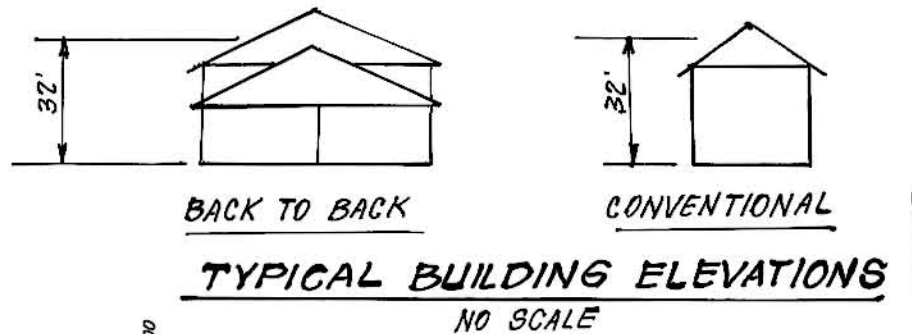 32'
32'
BACK TO BACK
CONVENTIONAL
TYPICAL BUILDING ELEVATIONS
NO SCALE